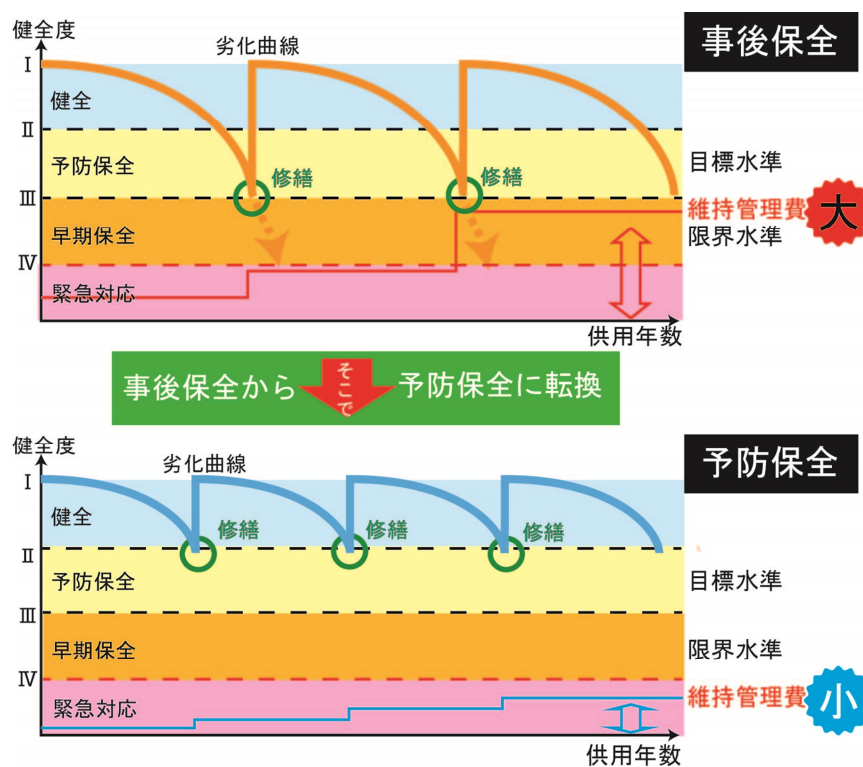 健全度
劣化曲線
事後保全
I
健全
II
予防保全
修繕
修繕
目標水準
III
維持管理費
大
早期保全
限界水準
IV
緊急対応
供用年数
事後保全から
そこで
予防保全に転換
健全度
劣化曲線
予防保全
I
健全
修繕
修繕
修繕
II
予防保全
目標水準
III
早期保全
限界水準
IV
維持管理費
小
緊急対応
供用年数